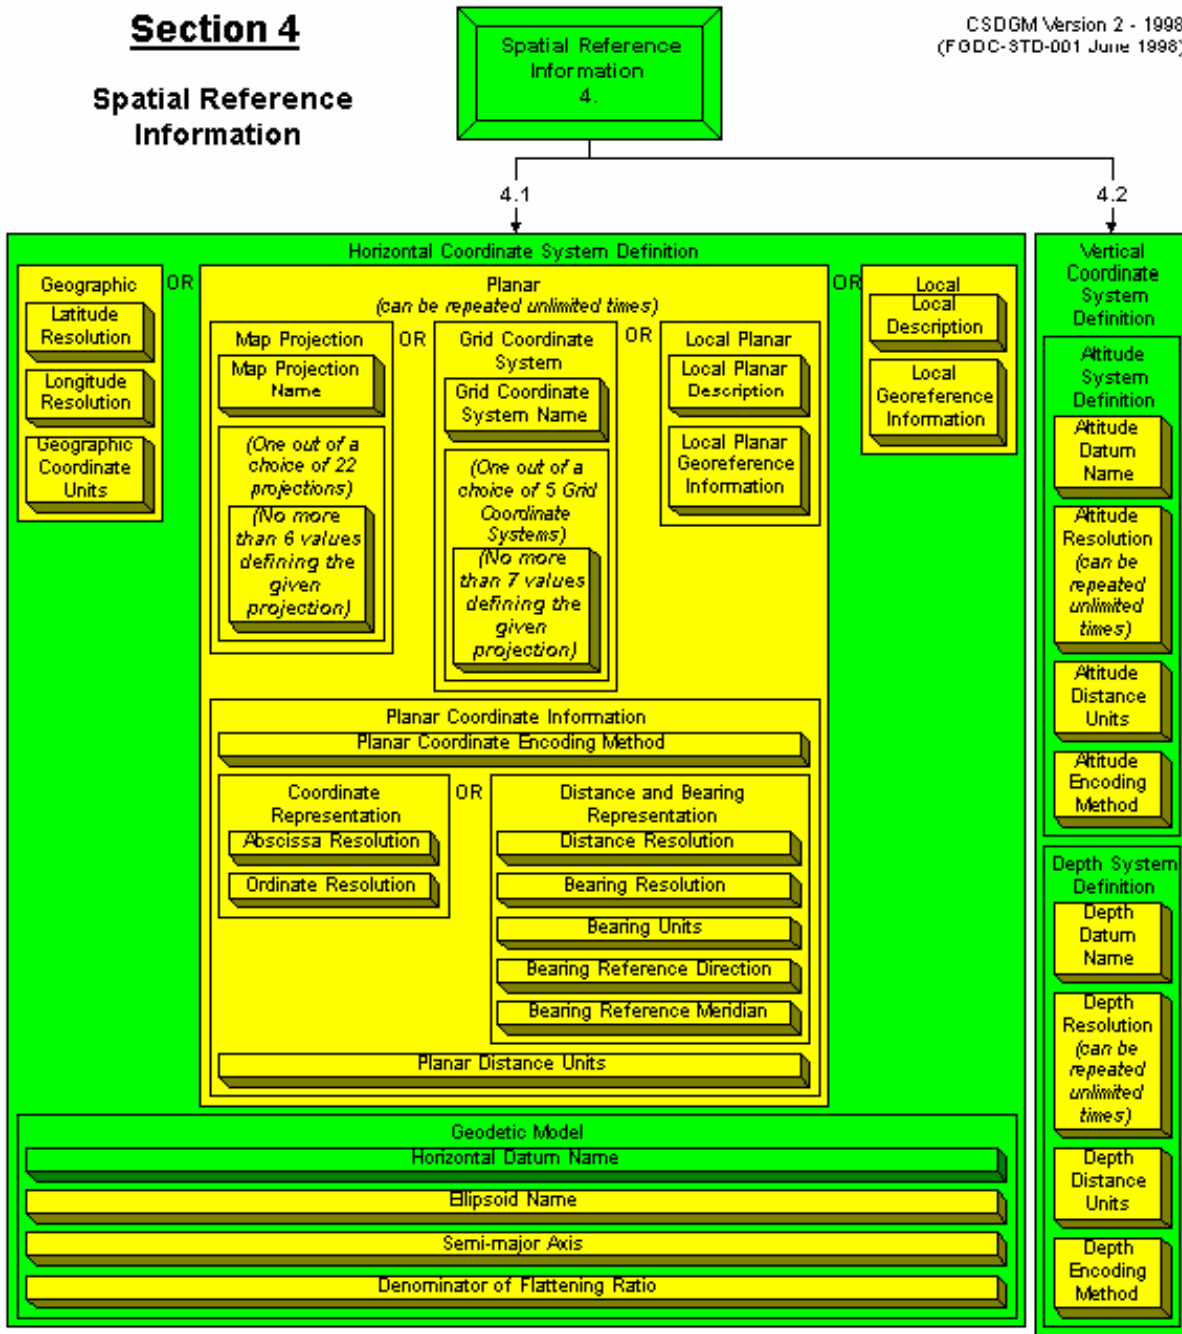 Section 4
Spatial Reference
Information
Spatial Reference
Information
4.
CSDGM Version 2 - 1998
(FGDC-STD-001 June 1998)
4.1
4.2
Horizontal Coordinate System Definition
Geographic
Latitude
Resolution
Longitude
Resolution
Geographic
Coordinate
Units
OR
Planar
(can be repeated unlimited times)
Map Projection
Map Projection
Name
(One out of a
choice of 22
projections)
(No more
than 6 values
defining the
given
projection)
OR
Grid Coordinate
System
Grid Coordinate
System Name
(One out of a
choice of 5 Grid
Coordinate
Systems)
(No more
than 7 values
defining the
given
projection)
OR
Local Planar
Local Planar
Description
Local Planar
Georeference
Information
Planar Coordinate Information
Planar Coordinate Encoding Method
Coordinate
Representation
Abscissa Resolution
Ordinate Resolution
OR
Distance and Bearing
Representation
Distance Resolution
Bearing Resolution
Bearing Units
Bearing Reference Direction
Bearing Reference Meridian
Planar Distance Units
OR
Local
Local
Description
Local
Georeference
Information
Geodetic Model
Horizontal Datum Name
Ellipsoid Name
Semi-major Axis
Denominator of Flattening Ratio
Vertical
Coordinate
System
Definition
Altitude
System
Definition
Altitude
Datum
Name
Altitude
Resolution
(can be
repeated
unlimited
times)
Altitude
Distance
Units
Altitude
Encoding
Method
Depth System
Definition
Depth
Datum
Name
Depth
Resolution
(can be
repeated
unlimited
times)
Depth
Distance
Units
Depth
Encoding
Method